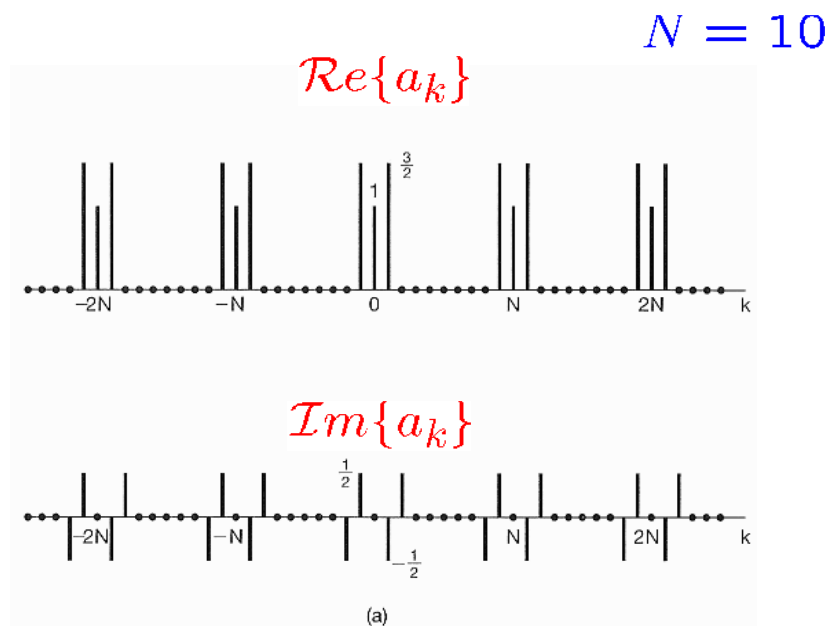 N = 10
Re{a_k}
3/2
1
−2N −N 0 N 2N k
Im{a_k}
1/2
−2N −N N 2N k
−1/2
(a)